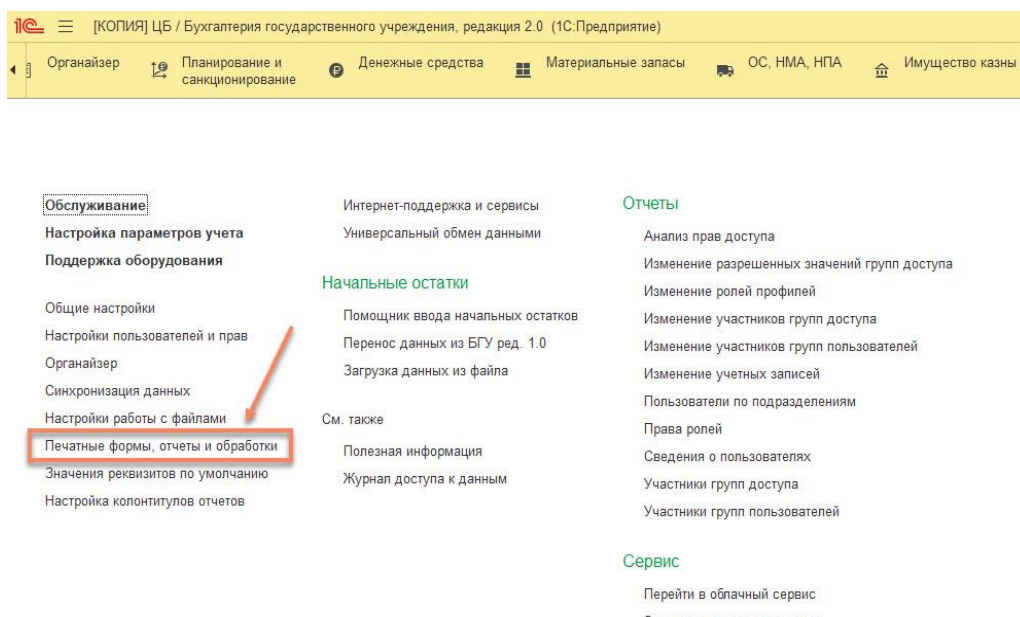 1С [КОПИЯ] ЦБ / Бухгалтерия государственного учреждения, редакция 2.0 (1С:Предприятие)
Органайзер
Планирование и
санкционирование
Денежные средства
Материальные запасы
ОС, НМА, НПА
Имущество казны
Обслуживание
Настройка параметров учета
Поддержка оборудования
Общие настройки
Настройки пользователей и прав
Органайзер
Синхронизация данных
Настройки работы с файлами
Печатные формы, отчеты и обработки
Значения реквизитов по умолчанию
Настройка колонтитулов отчетов
Интернет-поддержка и сервисы
Универсальный обмен данными
Начальные остатки
Помощник ввода начальных остатков
Перенос данных из БГУ ред. 1.0
Загрузка данных из файла
См. также
Полезная информация
Журнал доступа к данным
Отчеты
Анализ прав доступа
Изменение разрешенных значений групп доступа
Изменение ролей профилей
Изменение участников групп доступа
Изменение участников групп пользователей
Изменение учетных записей
Пользователи по подразделениям
Права ролей
Сведения о пользователях
Участники групп доступа
Участники групп пользователей
Сервис
Перейти в облачный сервис